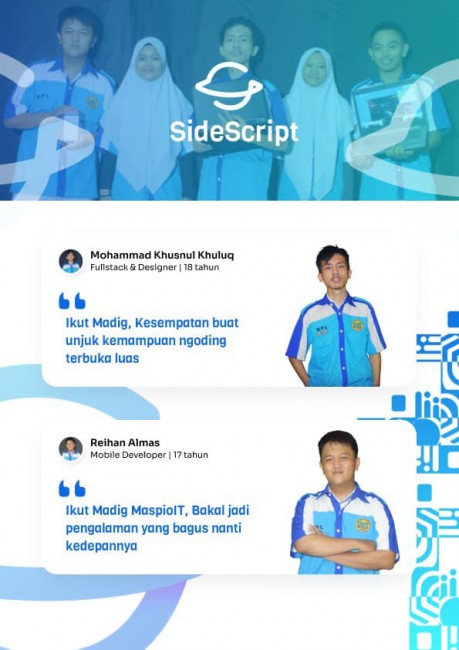 SideScript
Mohammad Khusnul Khuluq
Fullstack & Designer | 18 tahun
Ikut Madig, Kesempatan buat
unjuk kemampuan ngoding
terbuka luas
Reihan Almas
Mobile Developer | 17 tahun
Ikut Madig MaspioIT, Bakal jadi
pengalaman yang bagus nanti
kedepannya